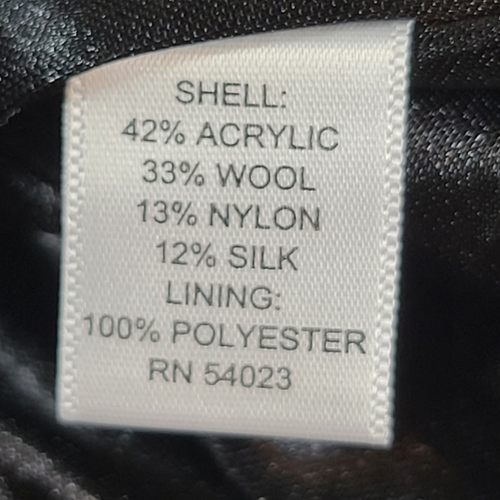 SHELL:
42% ACRYLIC
33% WOOL
13% NYLON
12% SILK
LINING:
100% POLYESTER
RN 54023